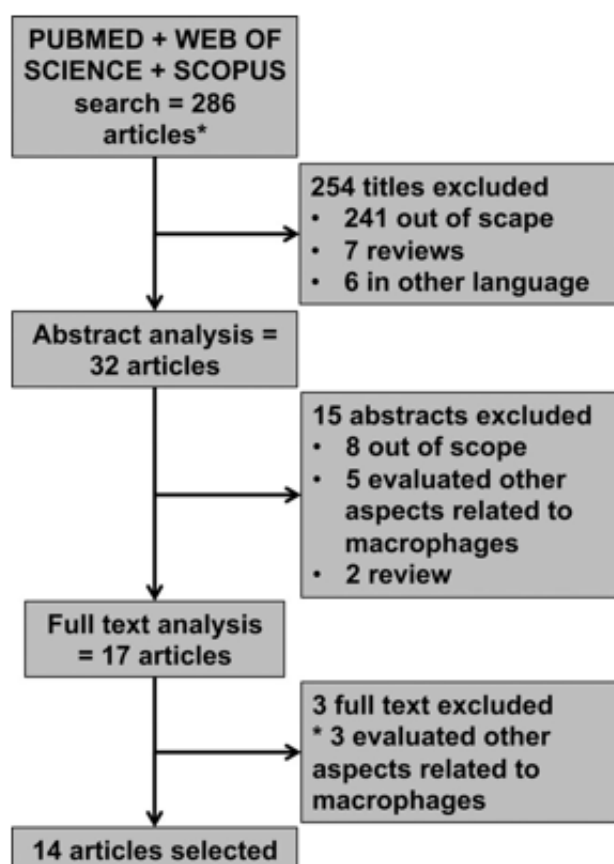 PUBMED + WEB OF
SCIENCE + SCOPUS
search = 286
articles*
254 titles excluded
• 241 out of scape
• 7 reviews
• 6 in other language
Abstract analysis =
32 articles
15 abstracts excluded
• 8 out of scope
• 5 evaluated other
aspects related to
macrophages
• 2 review
Full text analysis
= 17 articles
3 full text excluded
* 3 evaluated other
aspects related to
macrophages
14 articles selected